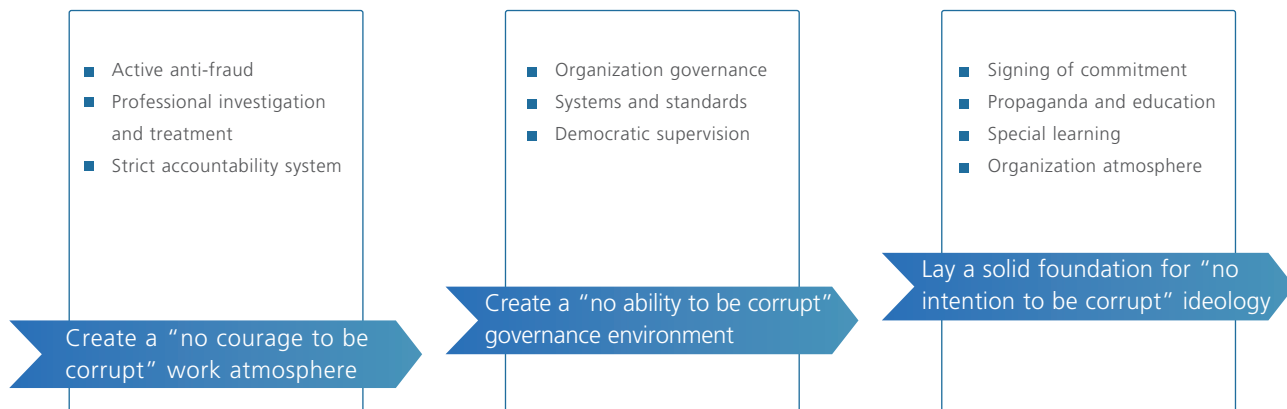 Active anti-fraud
Professional investigation
and treatment
Strict accountability system
Create a “no courage to be
corrupt” work atmosphere
Organization governance
Systems and standards
Democratic supervision
Create a “no ability to be corrupt”
governance environment
Signing of commitment
Propaganda and education
Special learning
Organization atmosphere
Lay a solid foundation for “no
intention to be corrupt” ideology